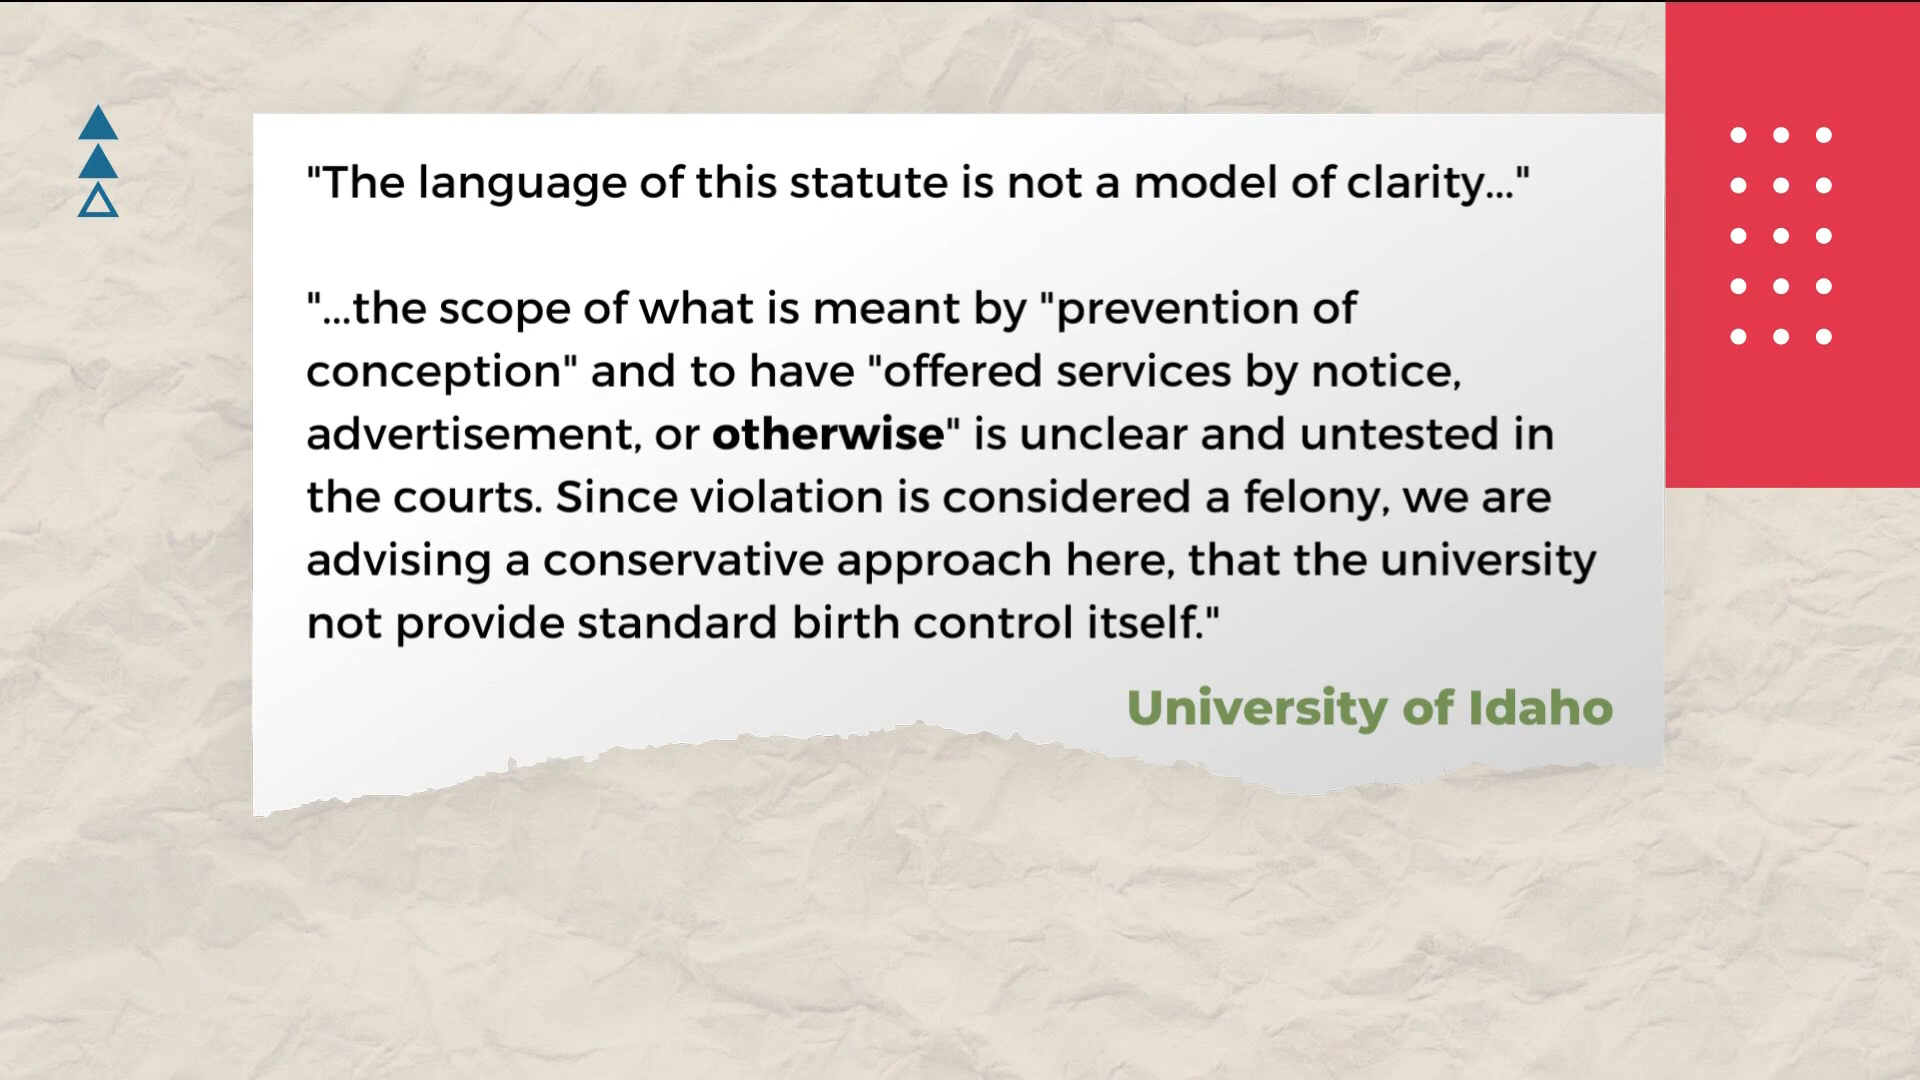 "The language of this statute is not a model of clarity..."
"...the scope of what is meant by "prevention of
conception" and to have "offered services by notice,
advertisement, or otherwise" is unclear and untested in
the courts. Since violation is considered a felony, we are
advising a conservative approach here, that the university
not provide standard birth control itself."
University of Idaho